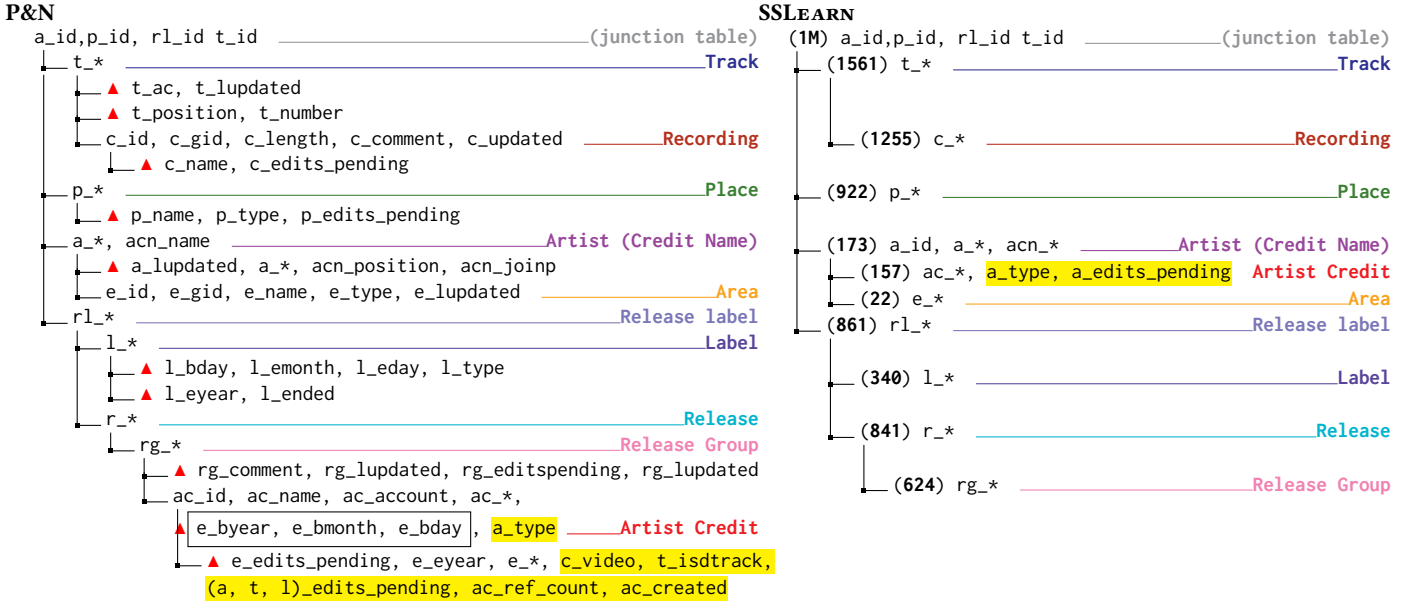 P&N
a_id,p_id, rl_id t_id (junction table)
t_* Track
▲ t_ac, t_lupdated
▲ t_position, t_number
c_id, c_gid, c_length, c_comment, c_updated Recording
▲ c_name, c_edits_pending
p_* Place
▲ p_name, p_type, p_edits_pending
a_*, acn_name Artist (Credit Name)
▲ a_lupdated, a_*, acn_position, acn_joinp
e_id, e_gid, e_name, e_type, e_lupdated Area
rl_* Release label
l_* Label
▲ l_bday, l_emonth, l_eday, l_type
▲ l_eyear, l_ended
r_* Release
rg_* Release Group
▲ rg_comment, rg_lupdated, rg_editspending, rg_lupdated
ac_id, ac_name, ac_account, ac_*,
▲ e_byear, e_bmonth, e_bday, a_type Artist Credit
▲ e_edits_pending, e_eyear, e_*, c_video, t_isdtrack,
(a, t, l)_edits_pending, ac_ref_count, ac_created
SSLEARN
(1M) a_id,p_id, rl_id t_id (junction table)
(1561) t_* Track
(1255) c_* Recording
(922) p_* Place
(173) a_id, a_*, acn_* Artist (Credit Name)
(157) ac_*, a_type, a_edits_pending Artist Credit
(22) e_* Area
(861) rl_* Release label
(340) l_* Label
(841) r_* Release
(624) rg_* Release Group